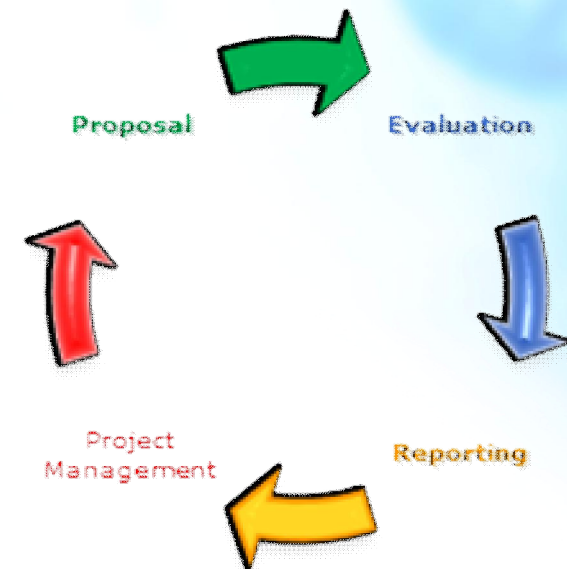 Proposal
Evaluation
Project
Management
Reporting